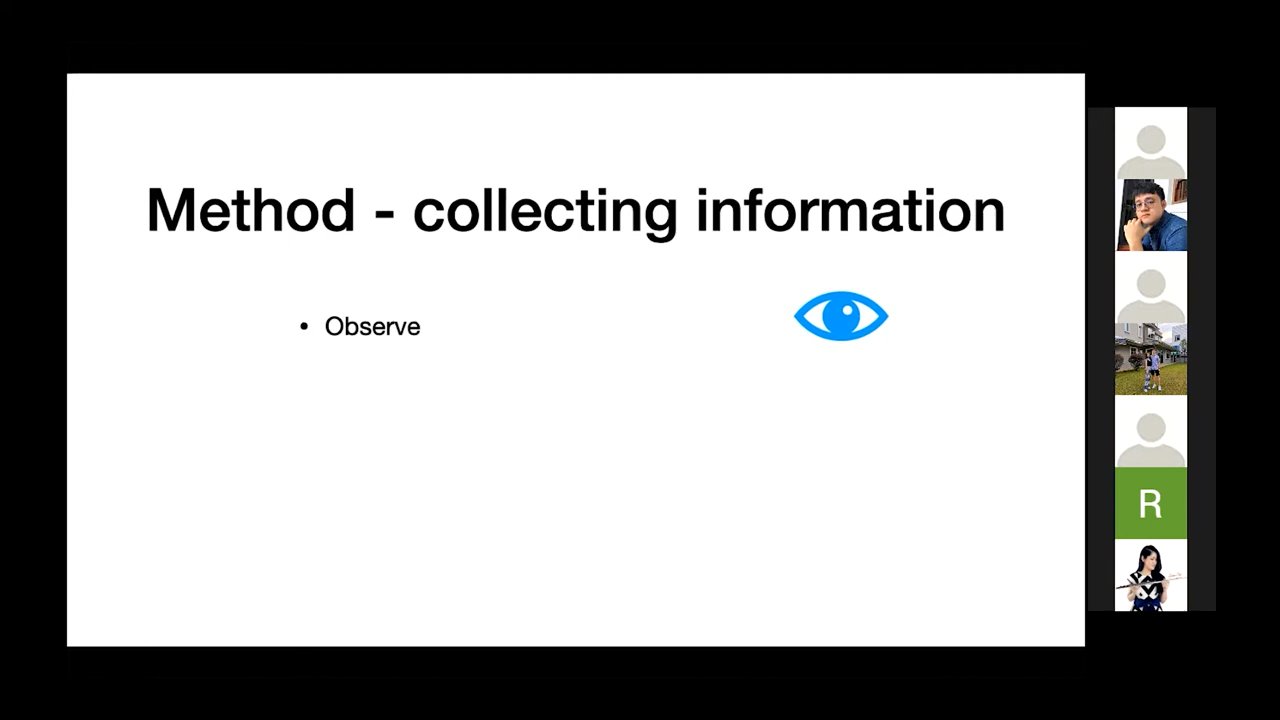 Method - collecting information
• Observe
R